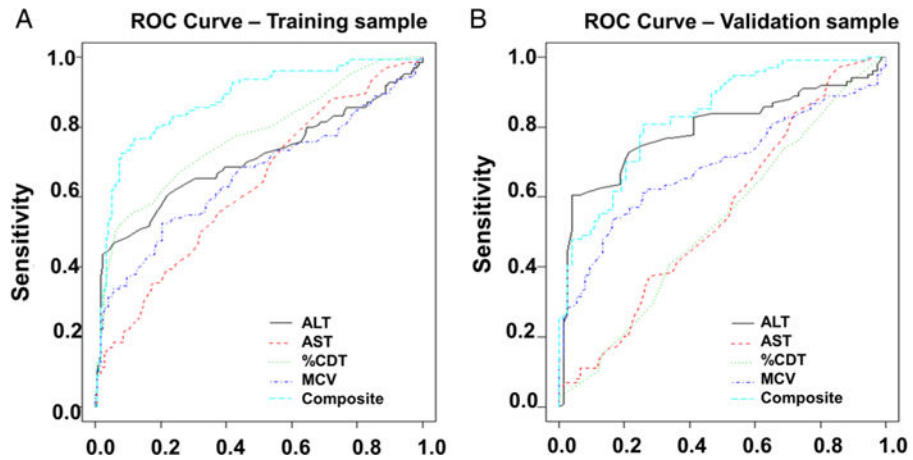 A
ROC Curve – Training sample
1.0
0.8
0.6
0.4
0.2
0.0
Sensitivity
ALT
AST
%CDT
MCV
Composite
0.0 0.2 0.4 0.6 0.8 1.0
B
ROC Curve – Validation sample
1.0
0.8
0.6
0.4
0.2
0.0
Sensitivity
ALT
AST
%CDT
MCV
Composite
0.0 0.2 0.4 0.6 0.8 1.0